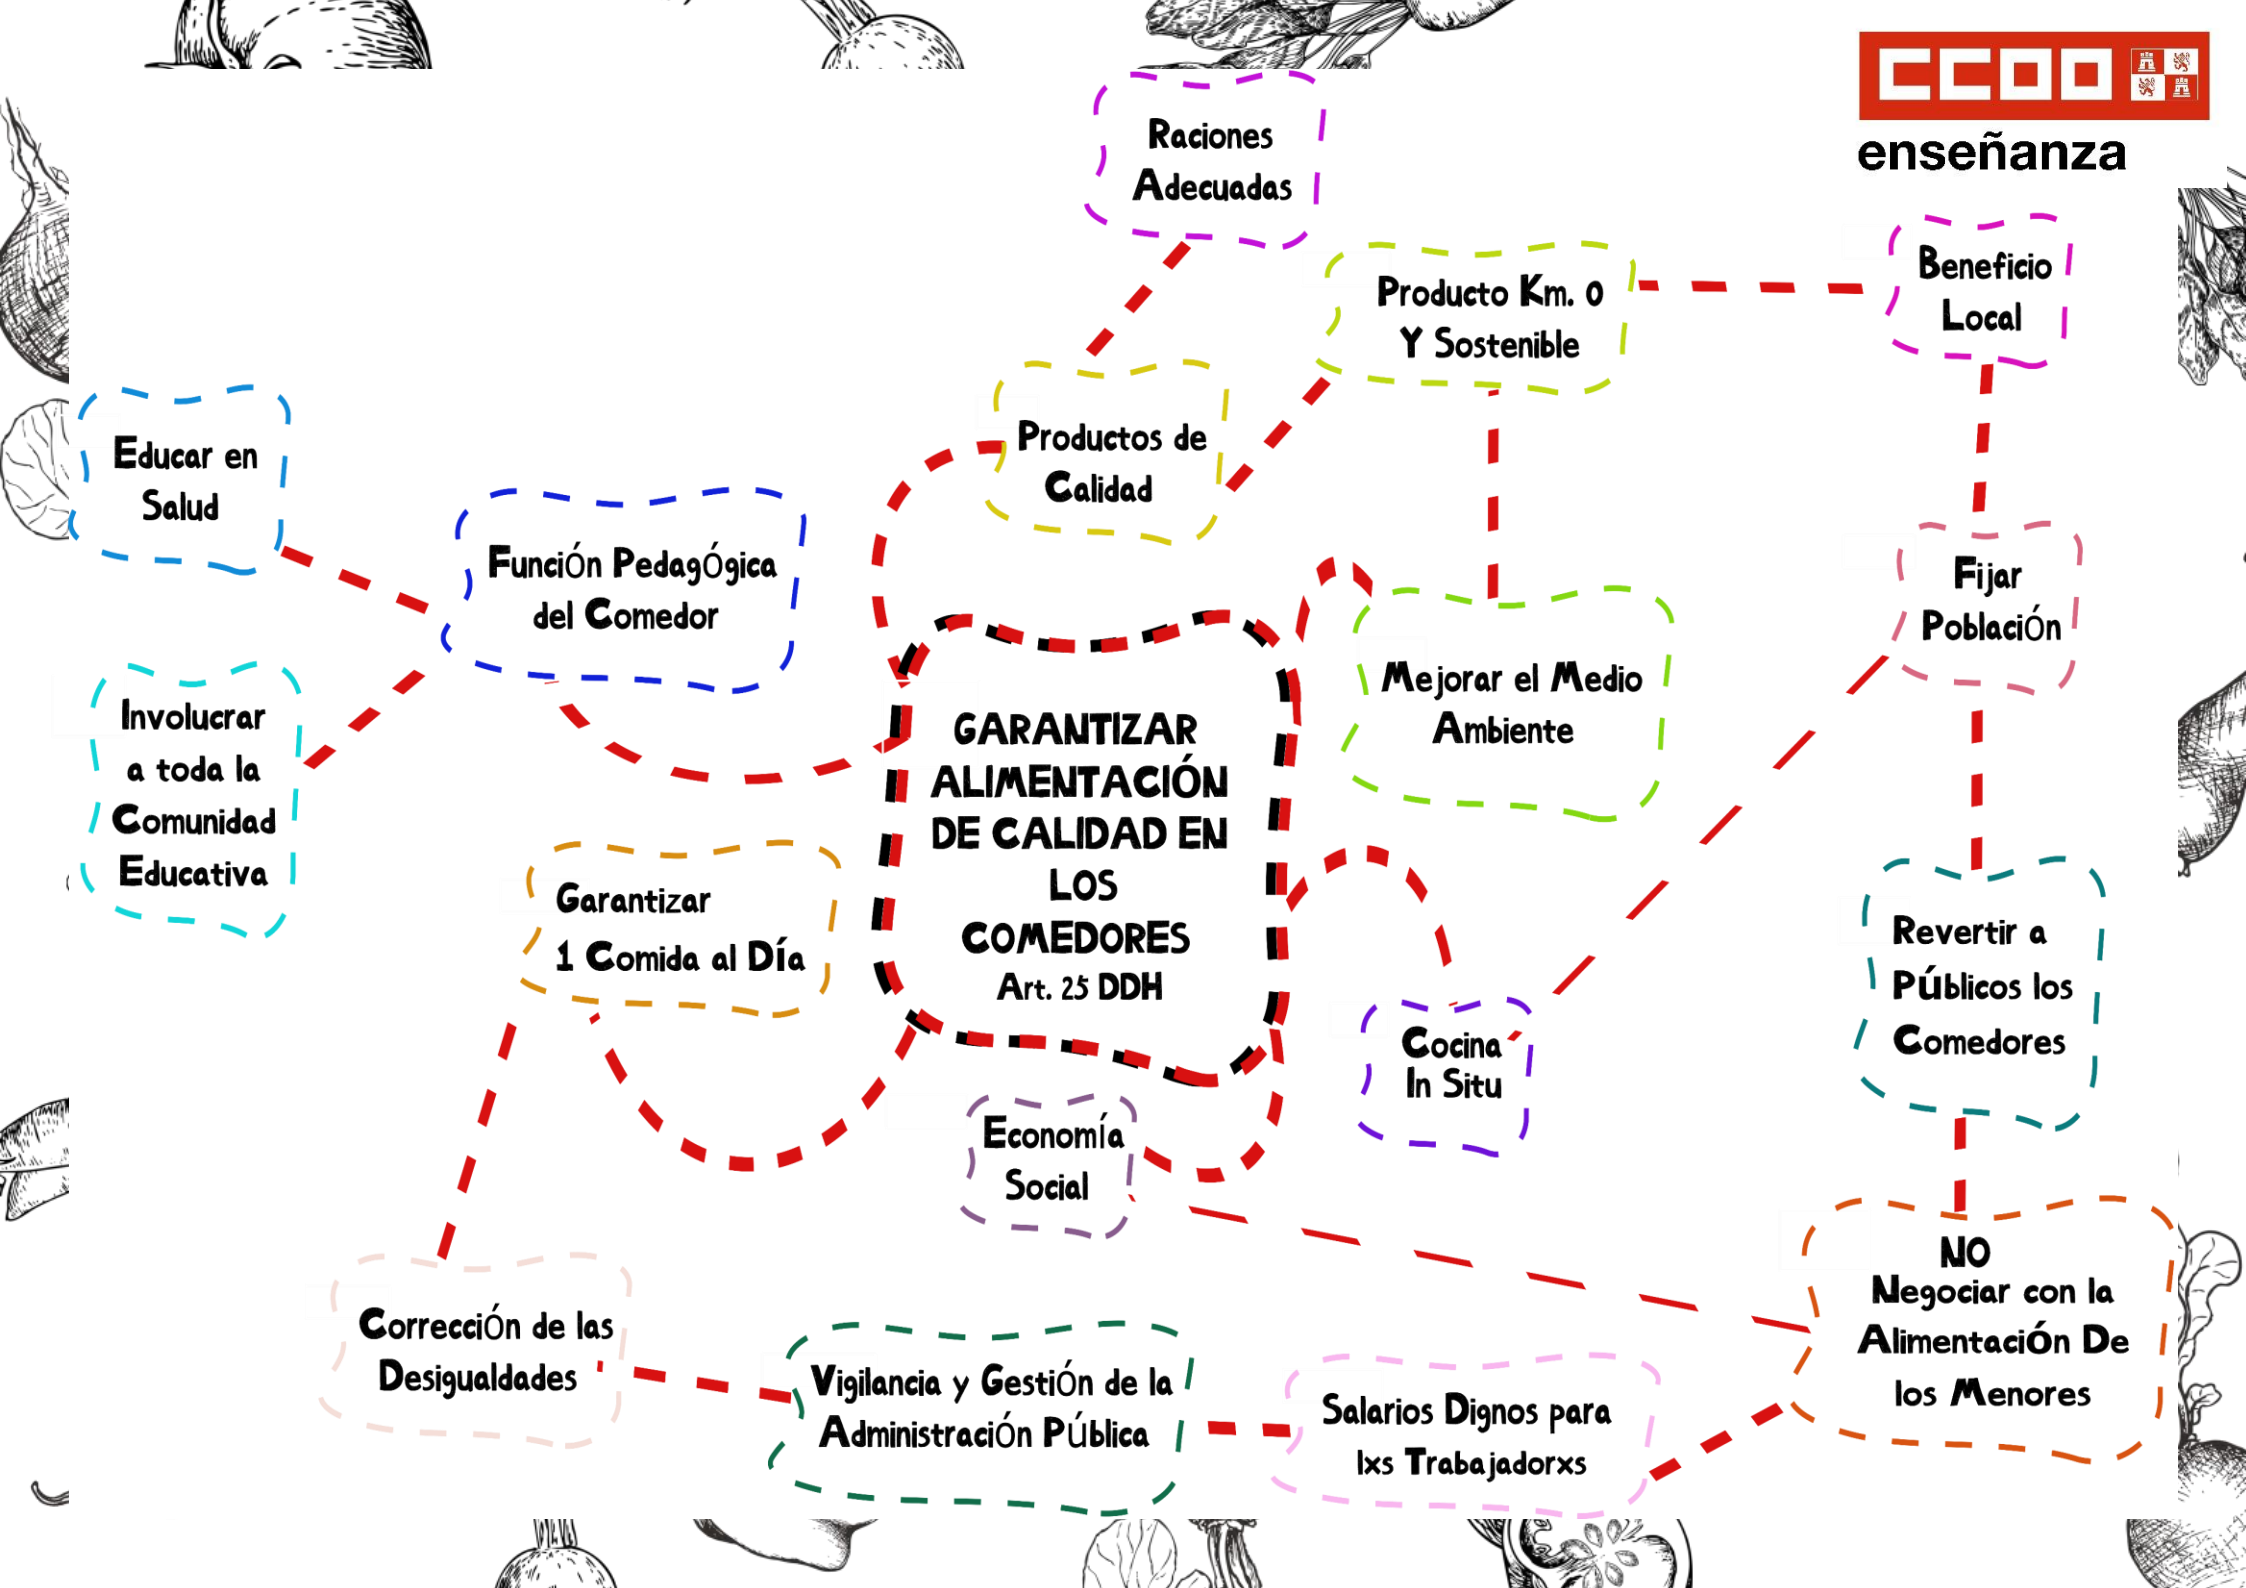 CCOO
enseñanza
Raciones
Adecuadas
Beneficio
Local
Producto Km. 0
Y Sostenible
Productos de
Calidad
Educar en
Salud
Función Pedagógica
del Comedor
Fijar
Población
Mejorar el Medio
Ambiente
Involucrar
a toda la
Comunidad
Educativa
GARANTIZAR
ALIMENTACIÓN
DE CALIDAD EN
LOS
COMEDORES
Art. 25 DDH
Garantizar
1 Comida al Día
Revertir a
Públicos los
Comedores
Cocina
In Situ
Economía
Social
NO
Negociar con la
Alimentación De
los Menores
Corrección de las
Desigualdades
Vigilancia y Gestión de la
Administración Pública
Salarios Dignos para
lxs Trabajadorxs